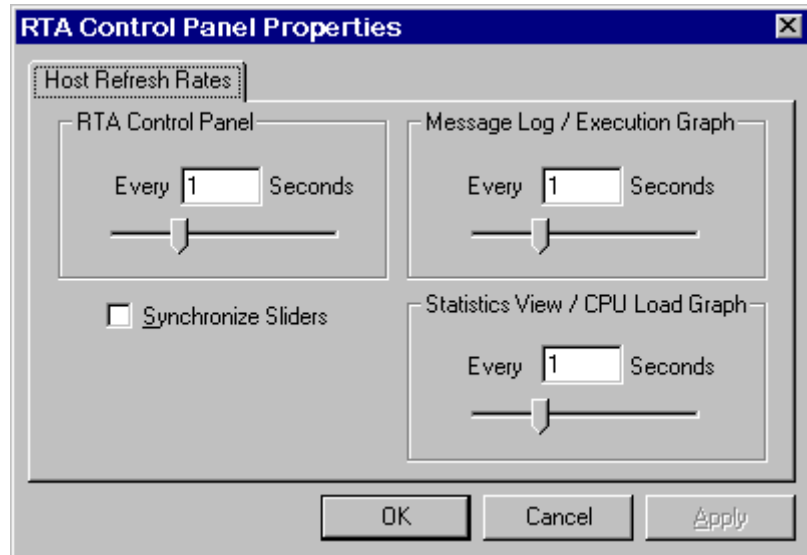 RTA Control Panel Properties
Host Refresh Rates
RTA Control Panel
Every 1 Seconds
Message Log / Execution Graph
Every 1 Seconds
Synchronize Sliders
Statistics View / CPU Load Graph
Every 1 Seconds
OK Cancel Apply